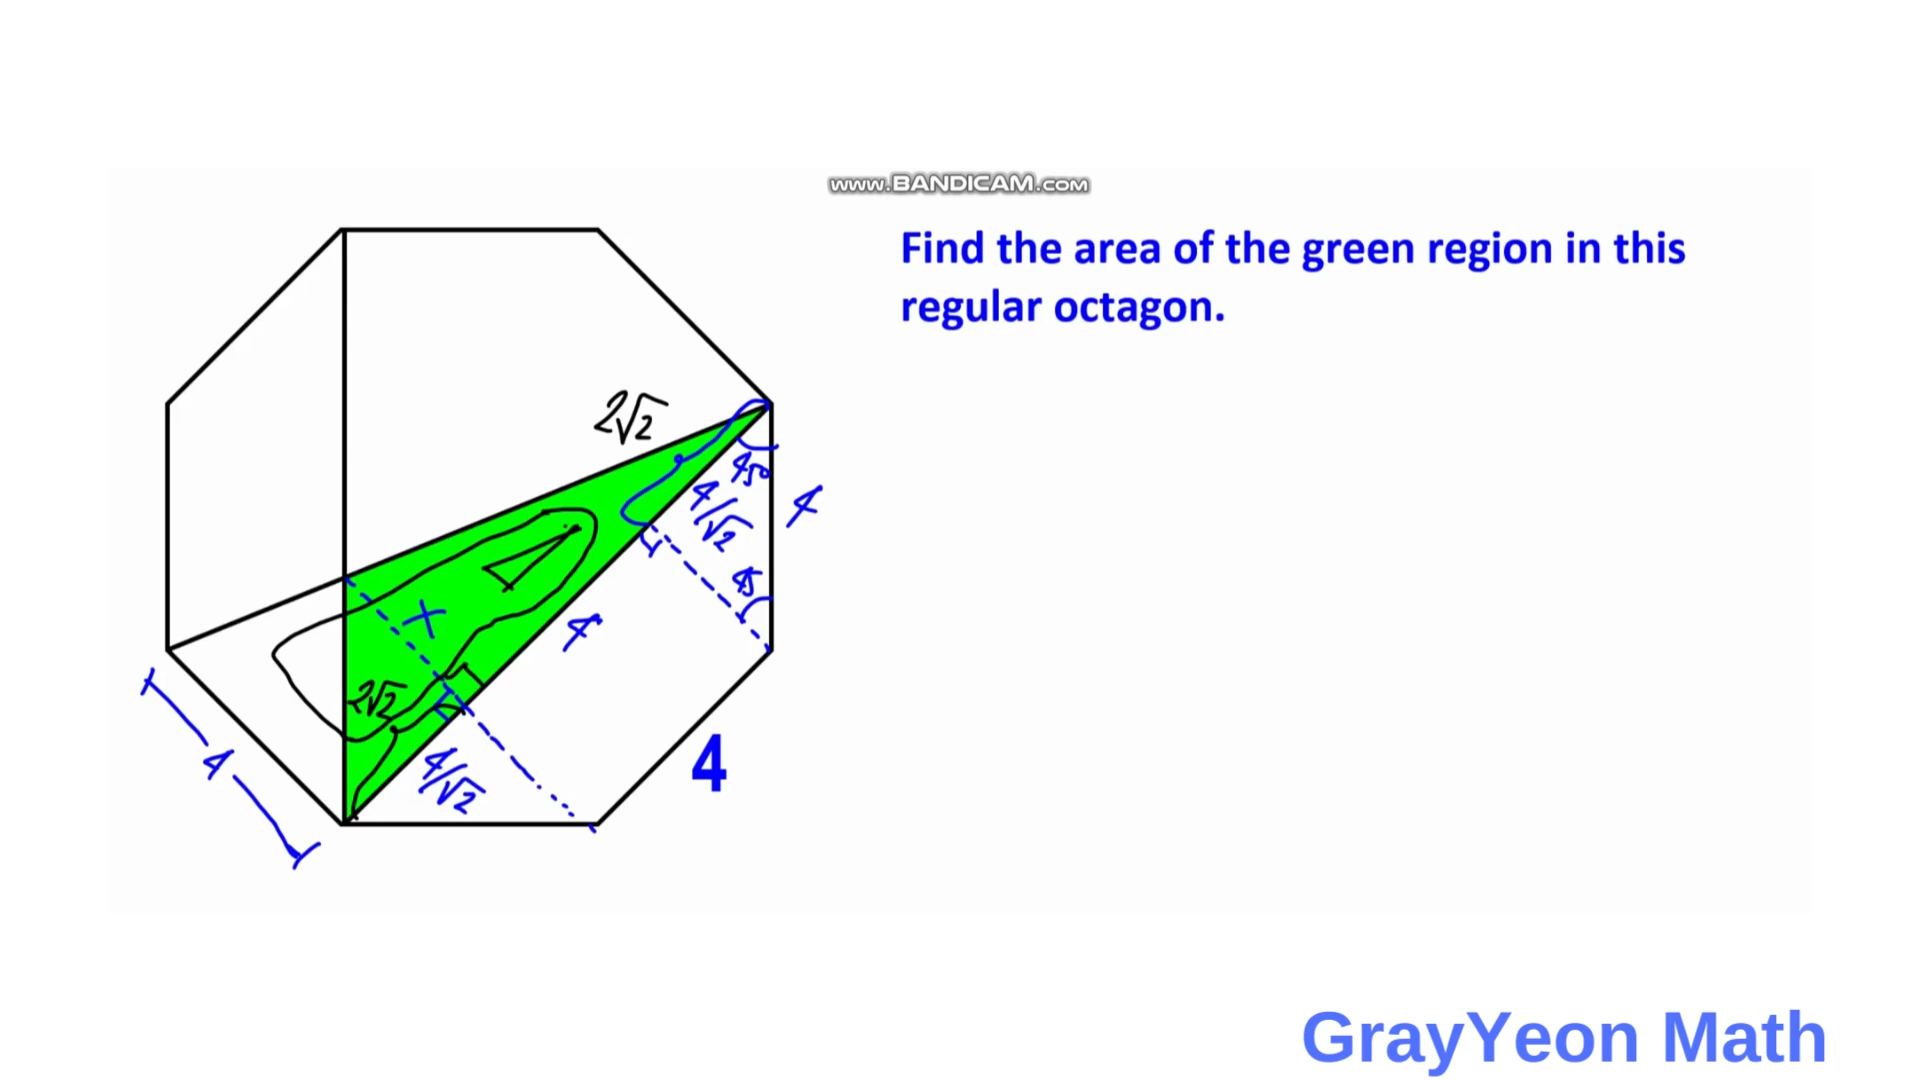 www.BANDICAM.com
Find the area of the green region in this
regular octagon.
2√2
45
4/√2
4
45
x
4
2√2
4/√2
4
4
GrayYeon Math